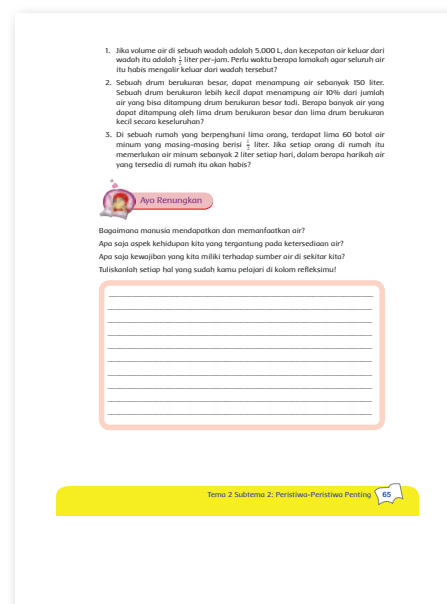 1. Jika volume air di sebuah wadah adalah 5.000 L, dan kecepatan air keluar dari
wadah itu adalah ½ liter per-jam. Perlu waktu berapa lamakah agar seluruh air
itu habis mengalir keluar dari wadah tersebut?
2. Sebuah drum berukuran besar, dapat menampung air sebanyak 150 liter.
Sebuah drum berukuran lebih kecil dapat menampung air 10% dari jumlah
air yang bisa ditampung drum berukuran besar tadi. Berapa banyak air yang
dapat ditampung oleh lima drum berukuran besar dan lima drum berukuran
kecil secara keseluruhan?
3. Di sebuah rumah yang berpenghuni lima orang, terdapat lima 60 botol air
minum yang masing-masing berisi ½ liter. Jika setiap orang di rumah itu
memerlukan air minum sebanyak 2 liter setiap hari, dalam berapa harikah air
yang tersedia di rumah itu akan habis?
Ayo Renungkan
Bagaimana manusia mendapatkan dan memanfaatkan air?
Apa saja aspek kehidupan kita yang tergantung pada ketersediaan air?
Apa saja kewajiban yang kita miliki terhadap sumber air di sekitar kita?
Tuliskanlah setiap hal yang sudah kamu pelajari di kolom refleksimu!
Tema 2 Subtema 2: Peristiwa-Peristiwa Penting 65